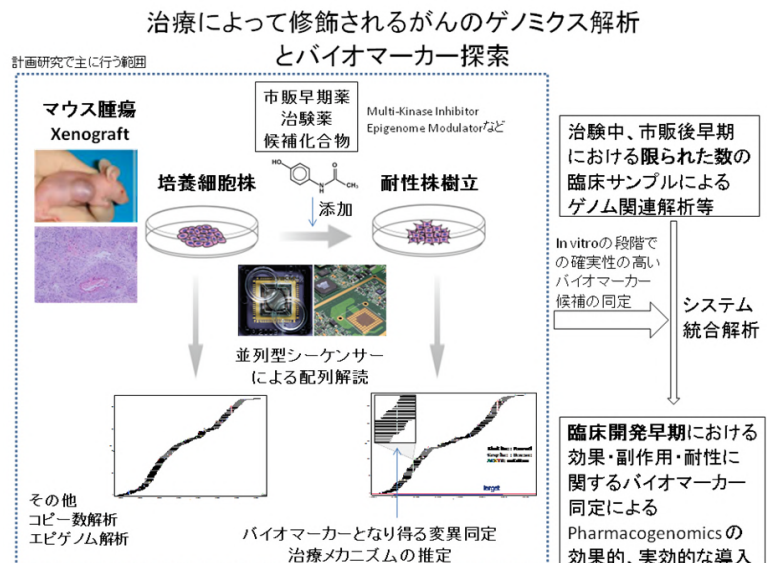 治療によって修飾されるがんのゲノミクス解析
とバイオマーカー探索
計画研究で主に行う範囲
マウス腫瘍
Xenograft
市販早期薬
治験薬
候補化合物
Multi-Kinase Inhibitor
Epigenome Modulatorなど
HO
O
N
H
CH₃
培養細胞株
添加
耐性株樹立
並列型シーケンサー
による配列解読
target
その他
コピー数解析
エピゲノム解析
バイオマーカーとなり得る変異同定
治療メカニズムの推定
治験中、市販後早期
における限られた数の
臨床サンプルによる
ゲノム関連解析等
In vitroの段階で
の確実性の高い
バイオマーカー
候補の同定
システム
統合解析
臨床開発早期における
効果・副作用・耐性に
関するバイオマーカー
同定による
Pharmacogenomicsの
効果的、実効的な導入